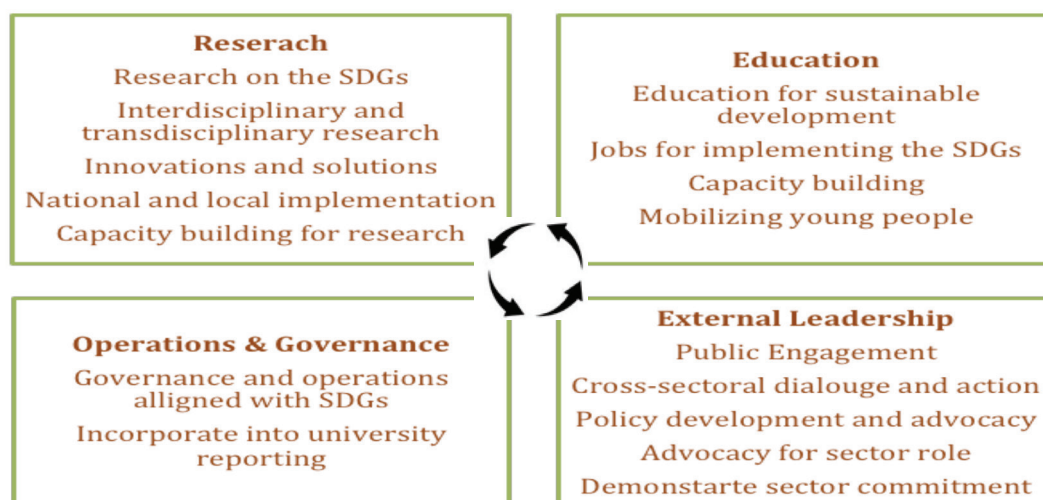 Reserach
Research on the SDGs
Interdisciplinary and
transdisciplinary research
Innovations and solutions
National and local implementation
Capacity building for research
Education
Education for sustainable
development
Jobs for implementing the SDGs
Capacity building
Mobilizing young people
Operations & Governance
Governance and operations
alligned with SDGs
Incorporate into university
reporting
External Leadership
Public Engagement
Cross-sectoral dialouge and action
Policy development and advocacy
Advocacy for sector role
Demonstarte sector commitment